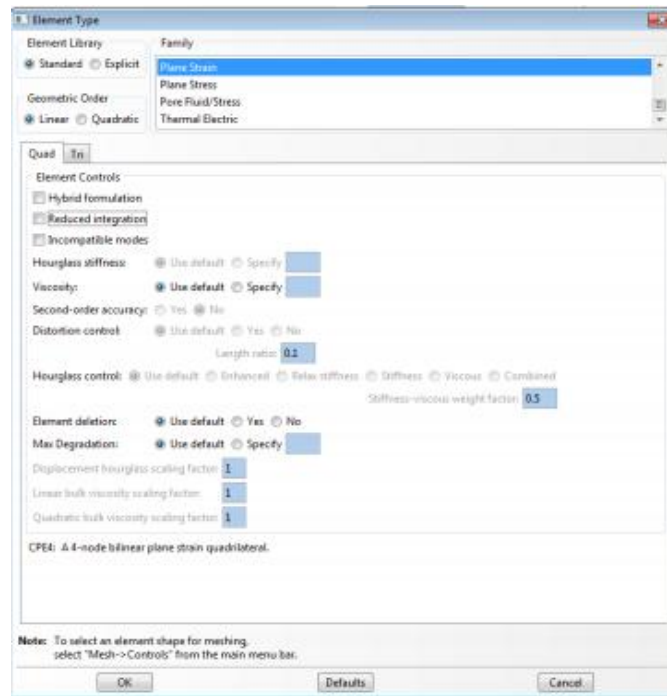 Element Type
Element Library
Family
Standard Explicit
Plane Strain
Plane Stress
Geometric Order
Pore Fluid/Stress
Linear Quadratic
Thermal Electric
Quad Tri
Element Controls
Hybrid formulation
Reduced integration
Incompatible modes
Hourglass stiffness: Use default Specify
Viscosity: Use default Specify
Second-order accuracy: Yes No
Distortion control: Use default Yes No
Length ratio: 0.1
Hourglass control: Use default Enhanced Relax stiffness Stiffness Viscous Combined
Stiffness-viscous weight factor: 0.5
Element deletion: Use default Yes No
Max Degradation: Use default Specify
Displacement hourglass scaling factor: 1
Linear bulk viscosity scaling factor: 1
Quadratic bulk viscosity scaling factor: 1
CPE4: A 4-node bilinear plane strain quadrilateral.
Note: To select an element shape for meshing,
select "Mesh->Controls" from the main menu bar.
OK Defaults Cancel